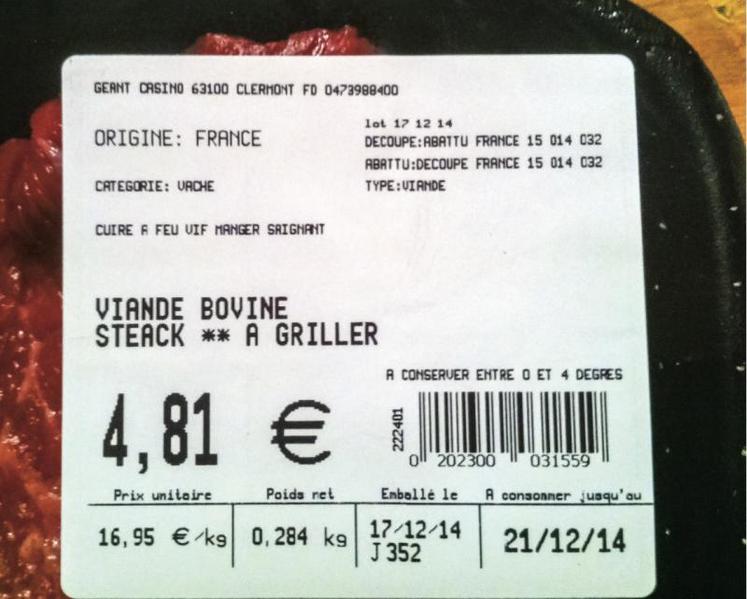 GEANT CASINO 63100 CLERMONT FD 0473988400
ORIGINE: FRANCE
lot 17 12 14
DECOUPE:ABATTU FRANCE 15 014 032
ABATTU:DECOUPE FRANCE 15 014 032
CATEGORIE: VACHE
TYPE:VIANDE
CUIRE A FEU VIF MANGER SAIGNANT
VIANDE BOVINE
STEACK ** A GRILLER
A CONSERVER ENTRE 0 ET 4 DEGRES
4,81 €
222401
0 202300 031559
Prix unitaire Poids net Emballé le A consommer jusqu'au
16,95 €/kg 0,284 kg 17/12/14 21/12/14
J 352